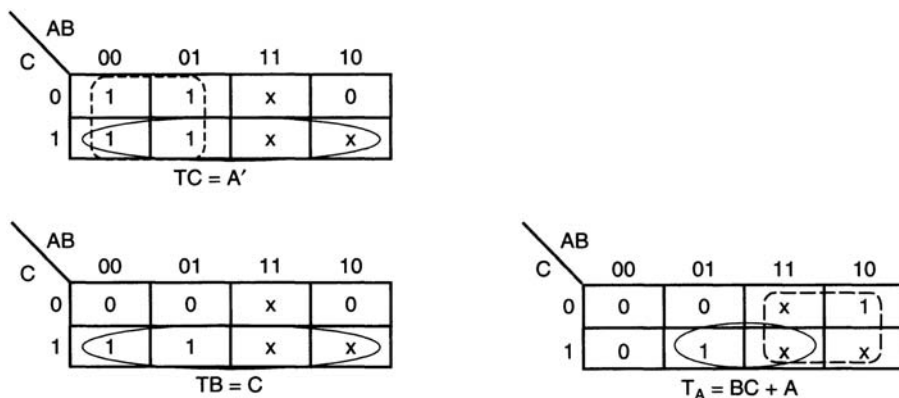 AB
C 00 01 11 10
0 1 1 x 0
1 1 1 x x
TC = A′
AB
C 00 01 11 10
0 0 0 x 0
1 1 1 x x
TB = C
AB
C 00 01 11 10
0 0 0 x 1
1 0 1 x x
T_A = BC + A